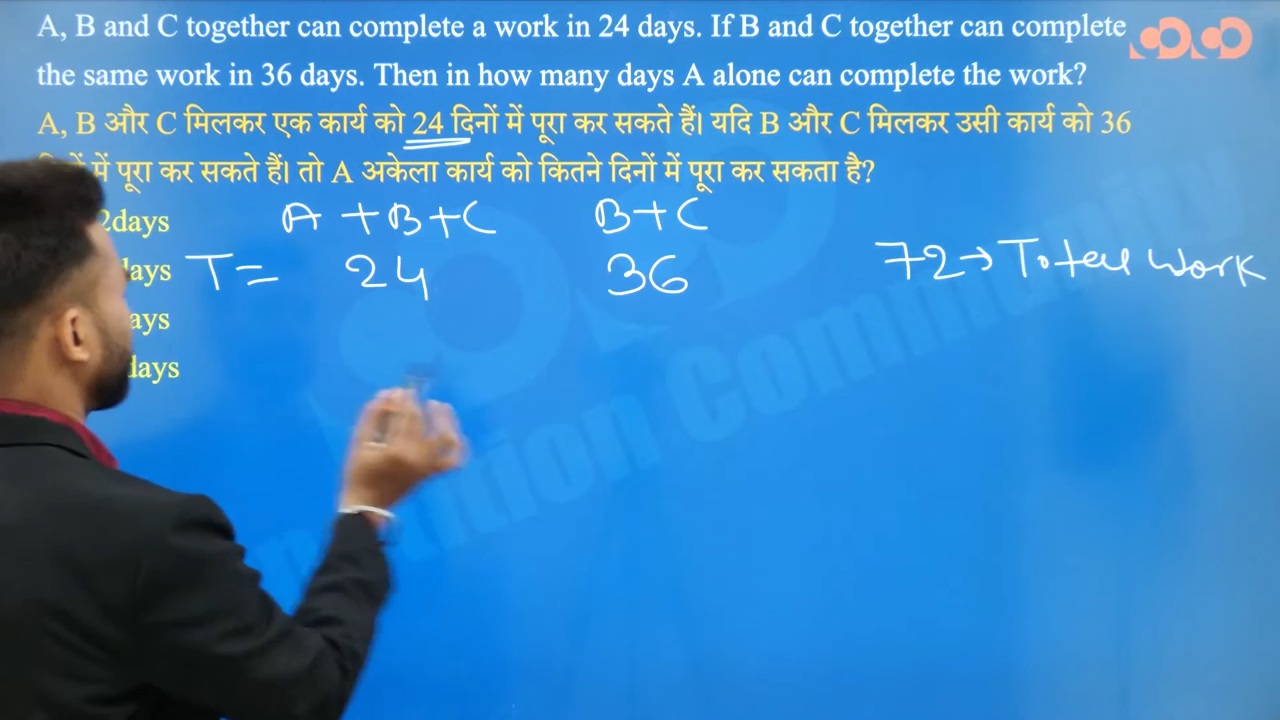 A, B and C together can complete a work in 24 days. If B and C together can complete
the same work in 36 days. Then in how many days A alone can complete the work?
A, B और C मिलकर एक कार्य को 24 दिनों में पूरा कर सकते हैं। यदि B और C मिलकर उसी कार्य को 36
में पूरा कर सकते हैं। तो A अकेला कार्य को कितने दिनों में पूरा कर सकता है?
2days
A + B + C B + C
days T = 24 36 72 → Total Work
days
days
Community